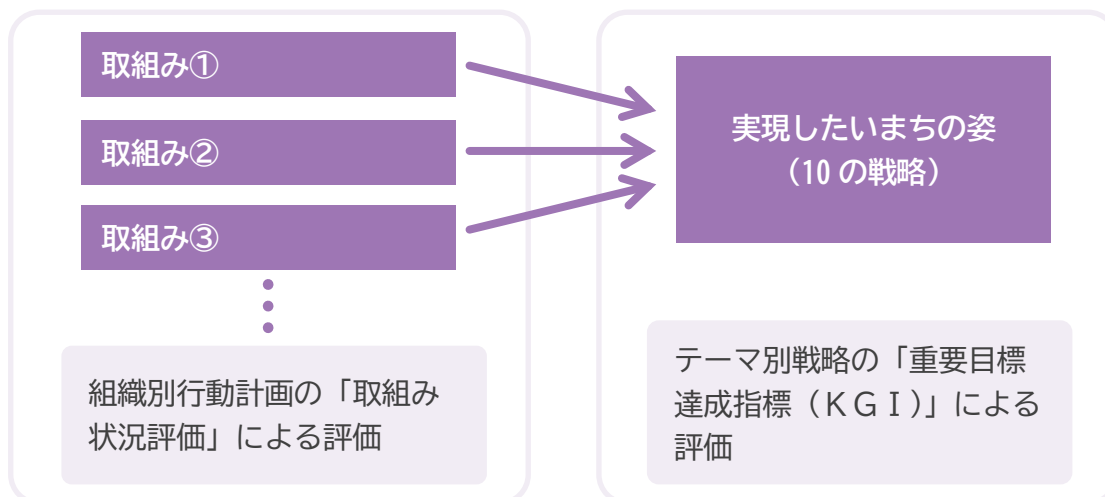 取組み①
取組み②
取組み③
組織別行動計画の「取組み
状況評価」による評価
実現したいまちの姿
（10 の戦略）
テーマ別戦略の「重要目標
達成指標（ＫＧＩ）」による
評価